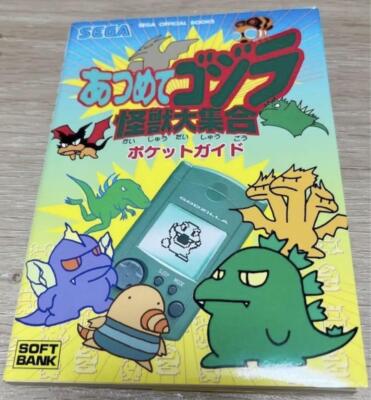 SEGA
SEGA OFFICIAL BOOKS
あつめてゴジラ
怪獣大集合
かい じゅう だい しゅう ごう
ポケットガイド
GODZILLA
SOFT
BANK